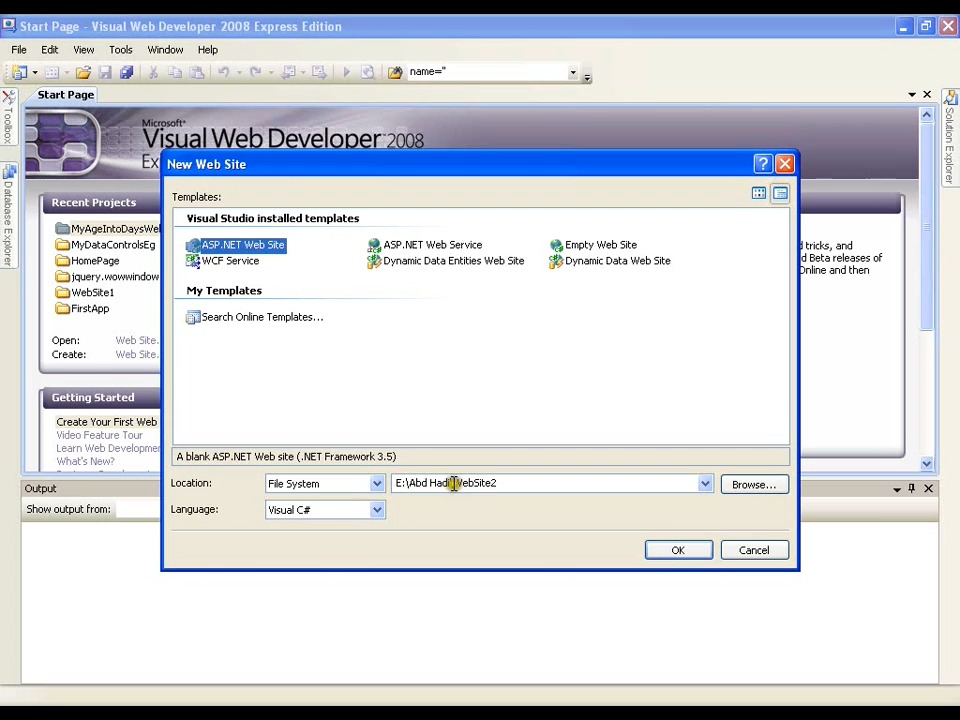 Start Page - Visual Web Developer 2008 Express Edition
File Edit View Tools Window Help
name="
Start Page
Toolbox
Database Explorer
Solution Explorer
Microsoft®
Visual Web Developer 2008
Recent Projects
MyAgeIntoDaysWe
MyDataControlsEg
HomePage
jquery.wowwindow
WebSite1
FirstApp
Open: Web Site.
Create: Web Site.
Getting Started
Create Your First Web
Video Feature Tour
Learn Web Developme
What's New?
d tricks, and
d Beta releases of
Online and then
New Web Site
Templates:
Visual Studio installed templates
ASP.NET Web Site ASP.NET Web Service Empty Web Site
WCF Service Dynamic Data Entities Web Site Dynamic Data Web Site
My Templates
Search Online Templates...
A blank ASP.NET Web site (.NET Framework 3.5)
Location: File System E:\Abd Hadi\WebSite2 Browse...
Language: Visual C#
OK Cancel
Output
Show output from: